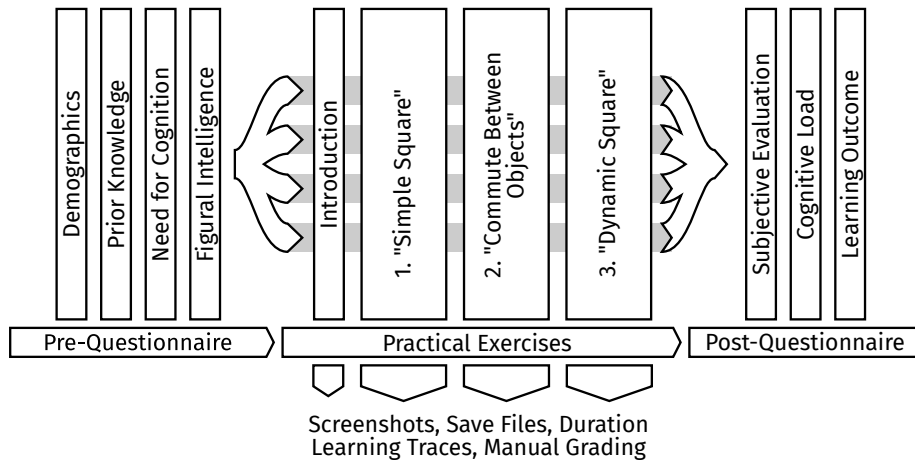 Demographics
Prior Knowledge
Need for Cognition
Figural Intelligence
Introduction
1. "Simple Square"
2. "Commute Between
Objects"
3. "Dynamic Square"
Subjective Evaluation
Cognitive Load
Learning Outcome
Pre-Questionnaire
Practical Exercises
Post-Questionnaire
Screenshots, Save Files, Duration
Learning Traces, Manual Grading